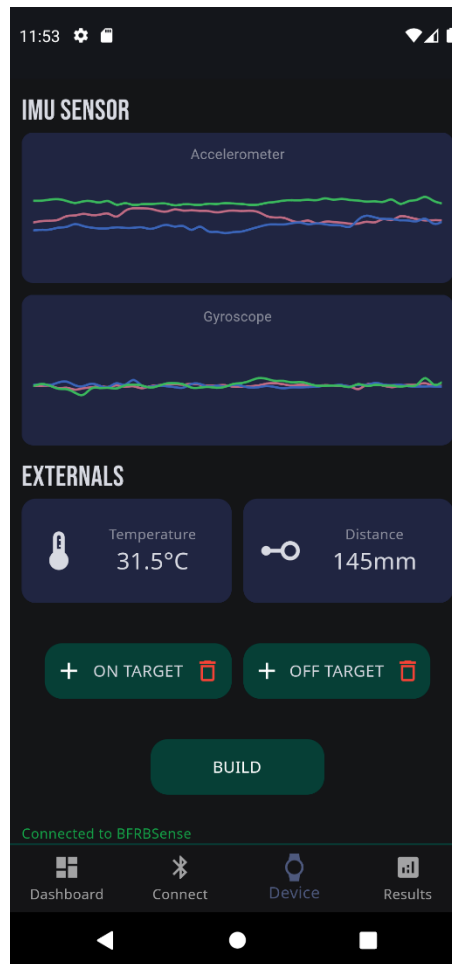 11:53
IMU SENSOR
Accelerometer
Gyroscope
EXTERNALS
Temperature
31.5°C
Distance
145mm
+ ON TARGET
+ OFF TARGET
BUILD
Connected to BFRBSense
Dashboard
Connect
Device
Results